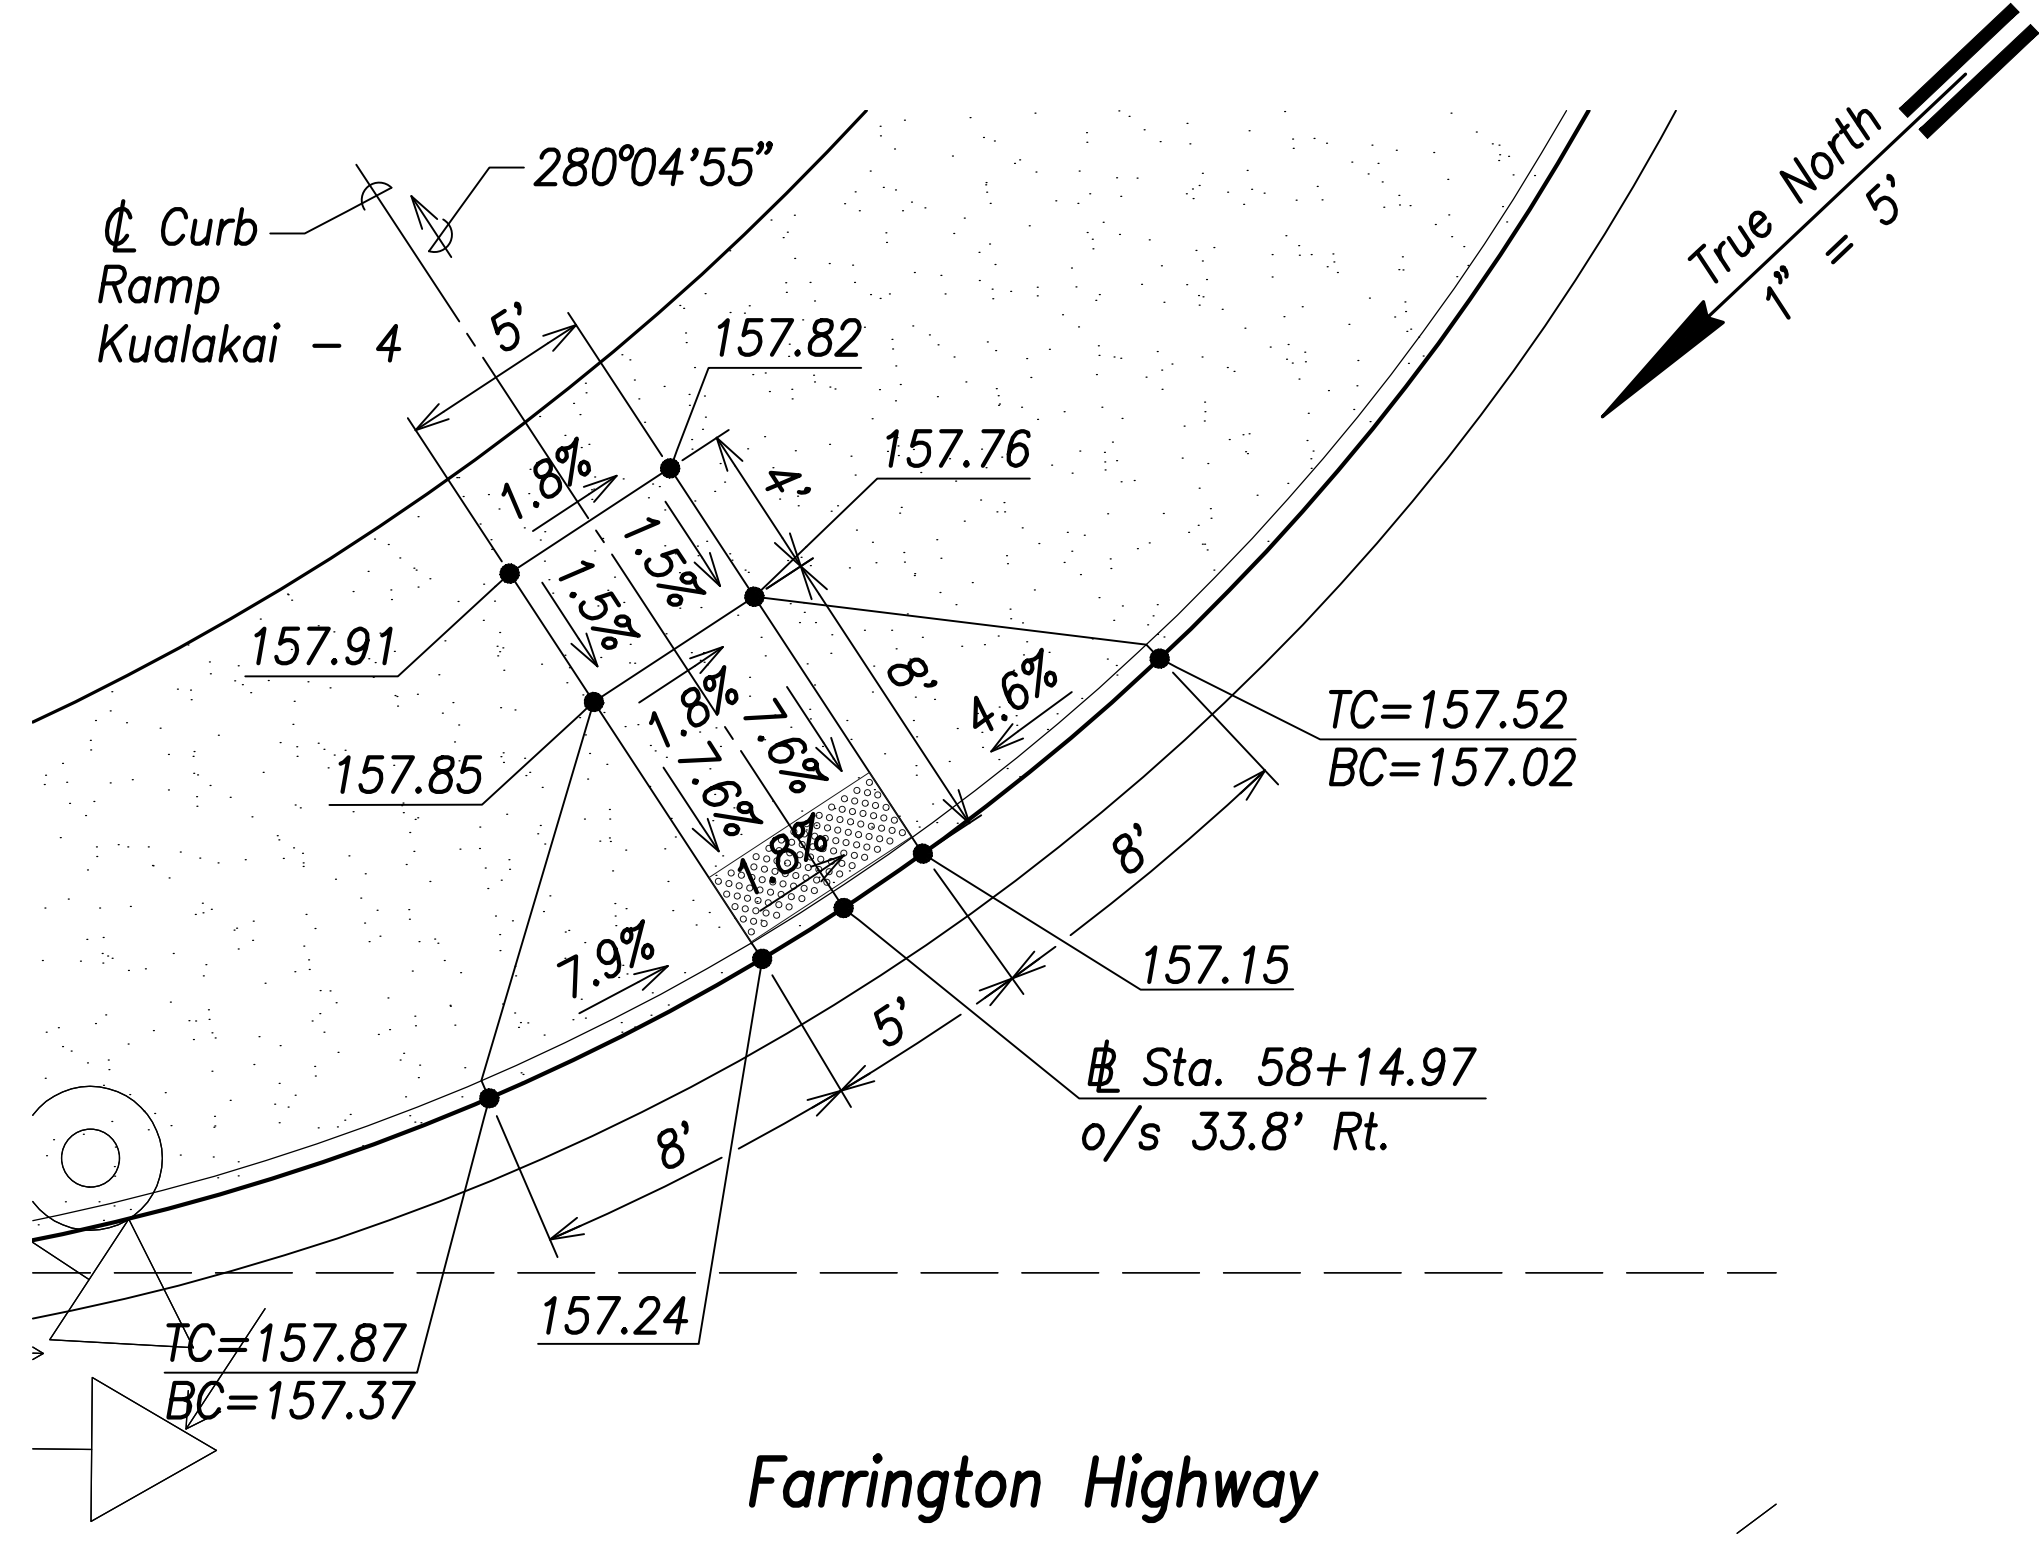 280°04'55"
℄ Curb
Ramp
Kualakai - 4
True North
1" = 5'
5'
157.82
157.76
4'
1.8%
1.5%
1.5%
157.91
157.85
8'
4.6%
1.8%
7.6%
7.6%
TC=157.52
BC=157.02
1.8%
8'
7.9%
157.15
5'
BL Sta. 58+14.97
o/s 33.8' Rt.
8'
157.24
TC=157.87
BC=157.37
Farrington Highway